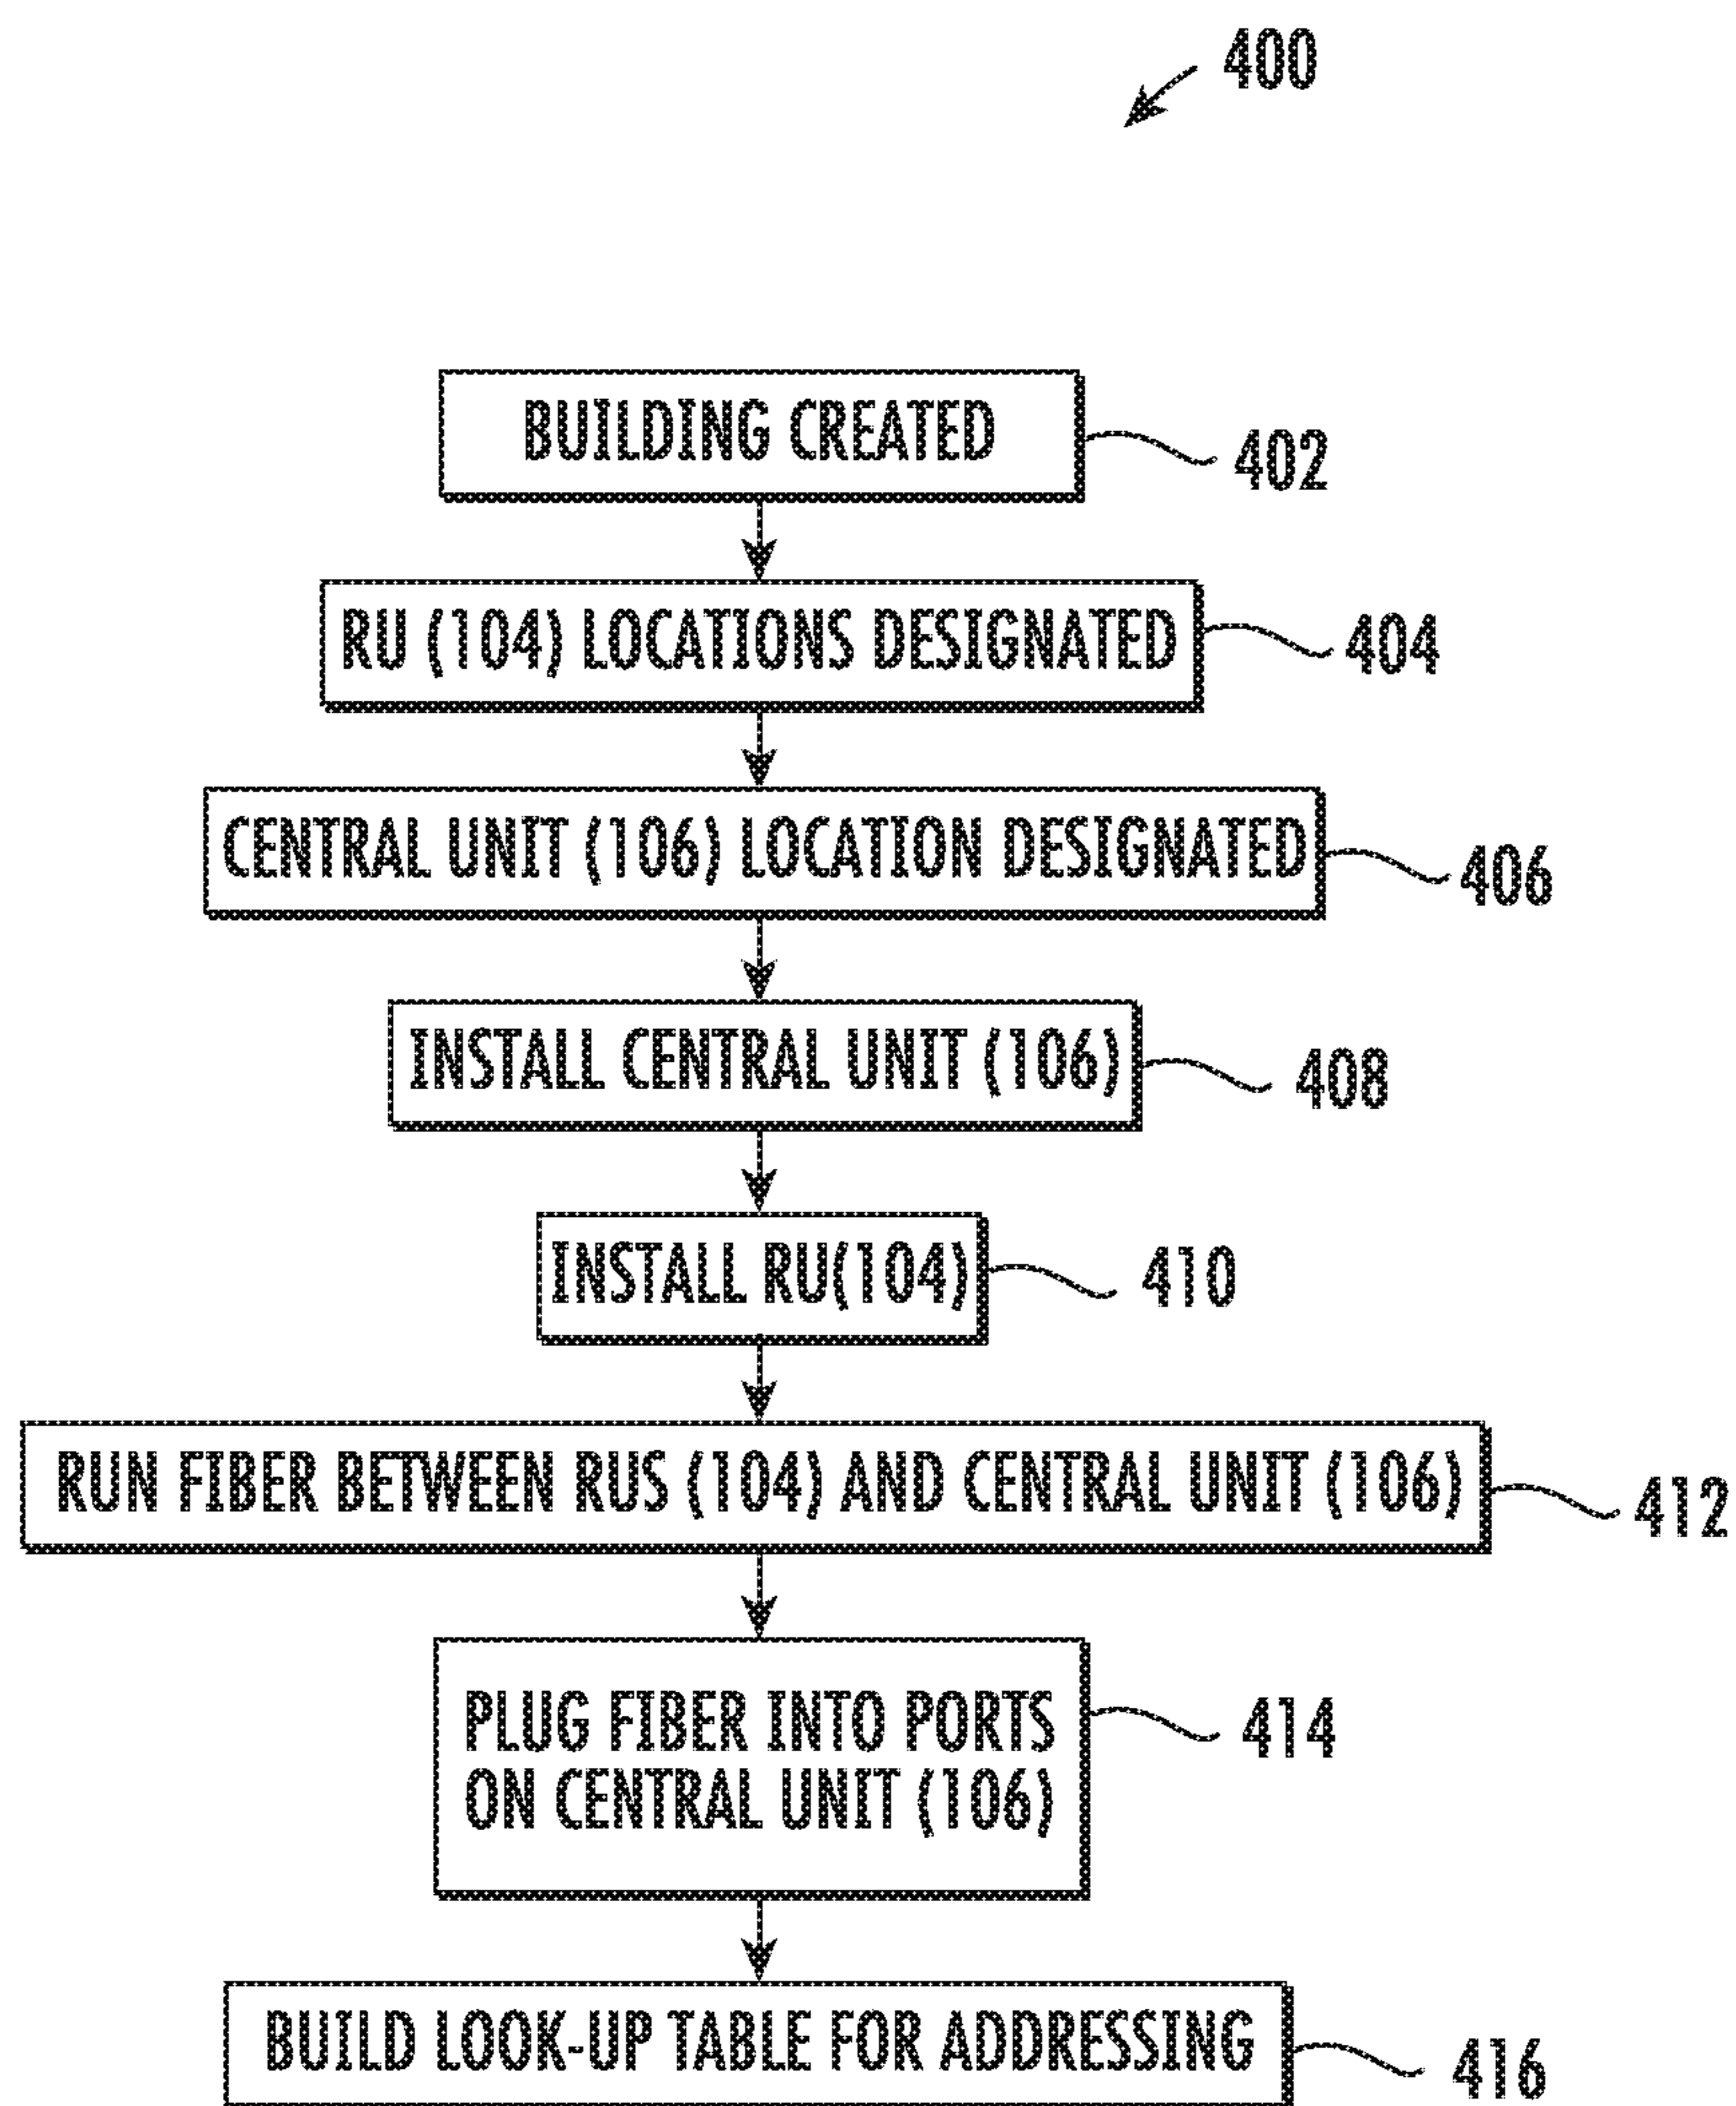 400
BUILDING CREATED
402
RU (104) LOCATIONS DESIGNATED
404
CENTRAL UNIT (106) LOCATION DESIGNATED
406
INSTALL CENTRAL UNIT (106)
408
INSTALL RU(104)
410
RUN FIBER BETWEEN RUS (104) AND CENTRAL UNIT (106)
412
PLUG FIBER INTO PORTS
ON CENTRAL UNIT (106)
414
BUILD LOOK-UP TABLE FOR ADDRESSING
416